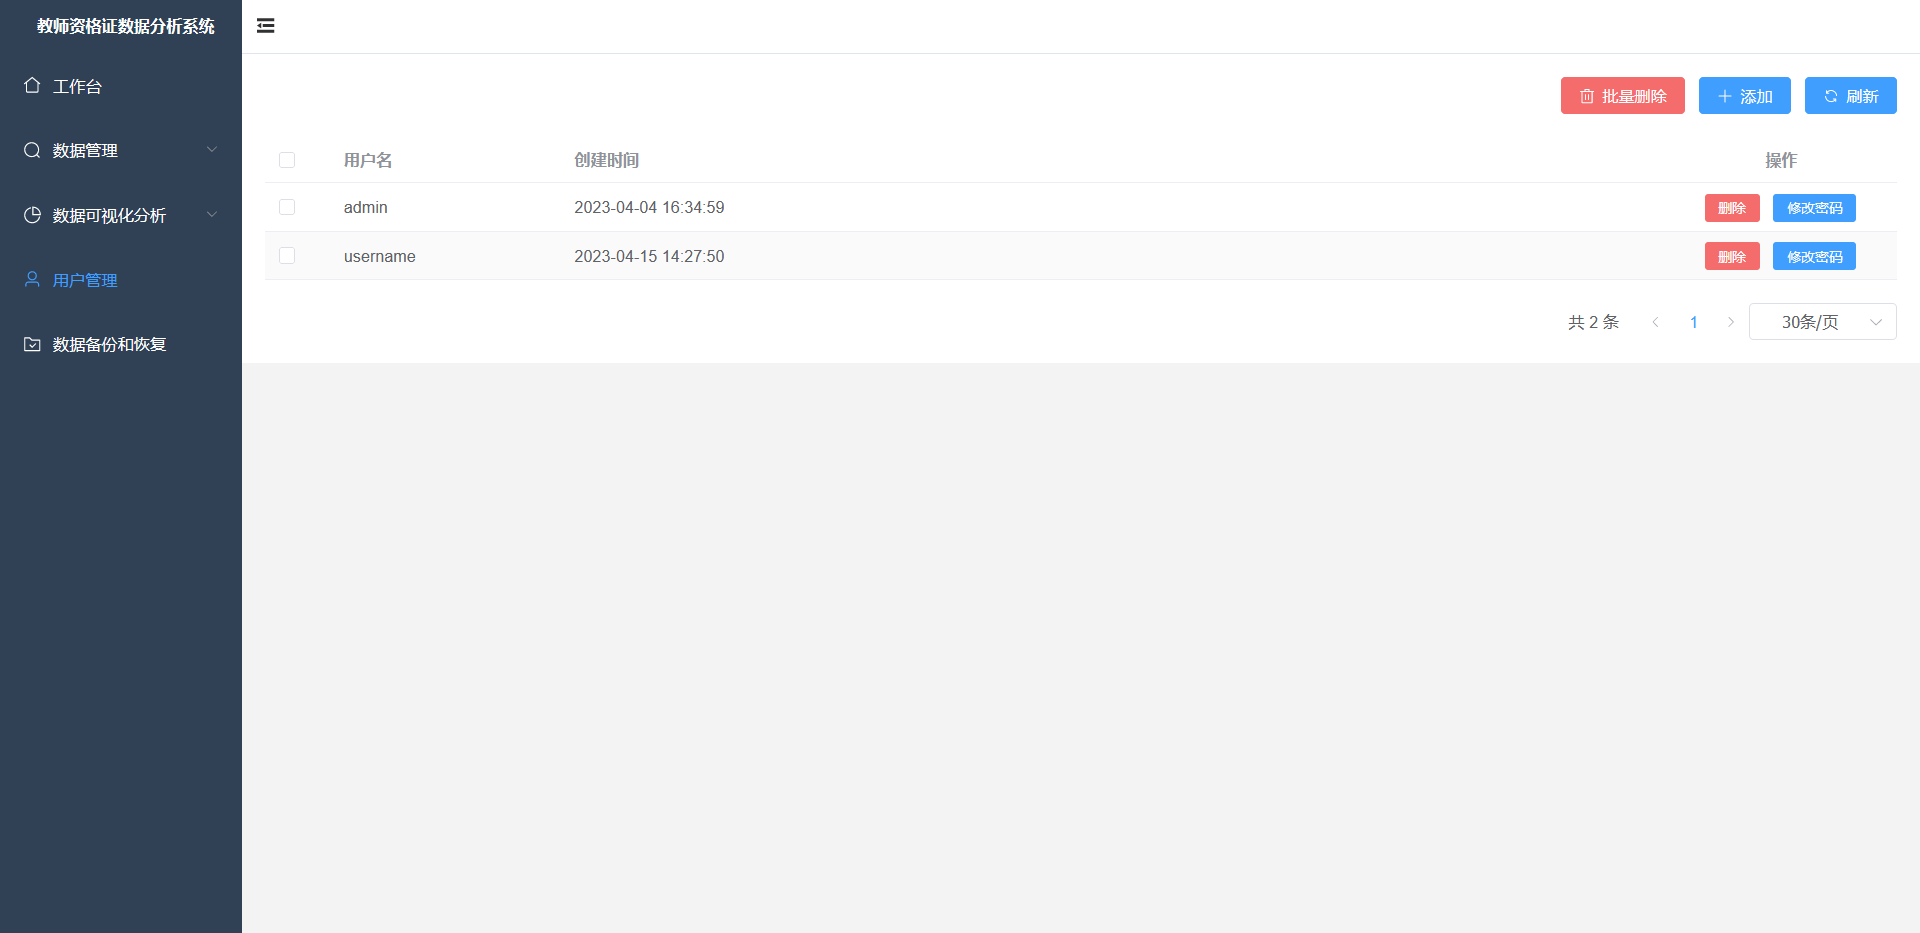 教师资格证数据分析系统
工作台
数据管理
数据可视化分析
用户管理
数据备份和恢复
批量删除 添加 刷新
用户名 创建时间 操作
admin 2023-04-04 16:34:59 删除 修改密码
username 2023-04-15 14:27:50 删除 修改密码
共 2 条 1 30条/页